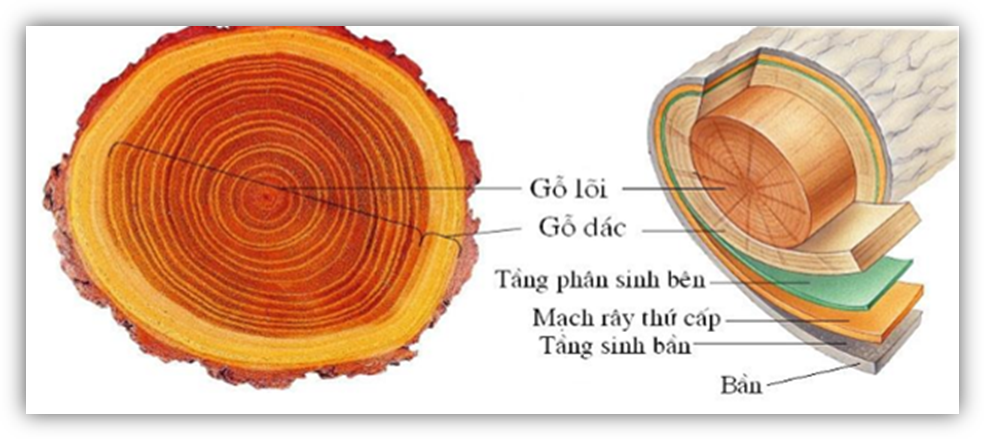 Gỗ lõi
Gỗ dác
Tầng phân sinh bên
Mạch rây thứ cấp
Tầng sinh bần
Bần